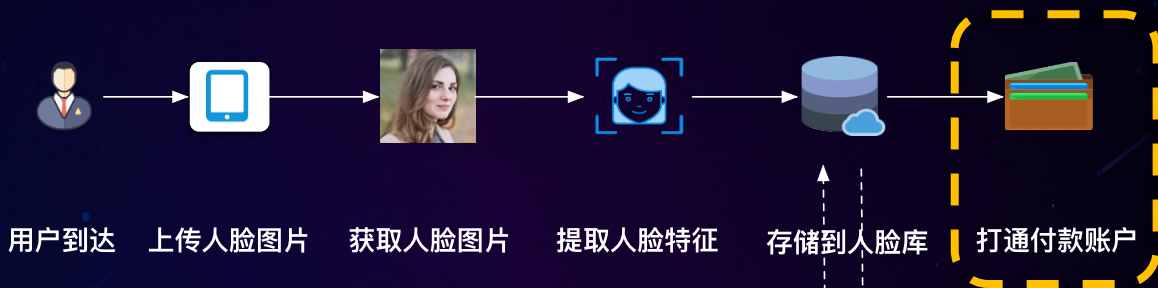 用户到达
上传人脸图片
获取人脸图片
提取人脸特征
存储到人脸库
打通付款账户